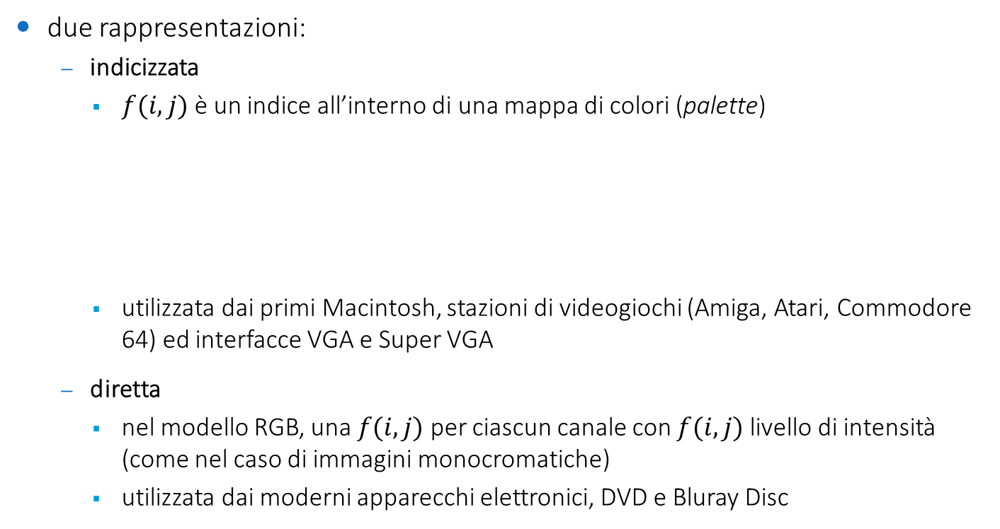 • due rappresentazioni:
– indicizzata
▪ f(i,j) è un indice all’interno di una mappa di colori (palette)
▪ utilizzata dai primi Macintosh, stazioni di videogiochi (Amiga, Atari, Commodore
64) ed interfacce VGA e Super VGA
– diretta
▪ nel modello RGB, una f(i,j) per ciascun canale con f(i,j) livello di intensità
(come nel caso di immagini monocromatiche)
▪ utilizzata dai moderni apparecchi elettronici, DVD e Bluray Disc